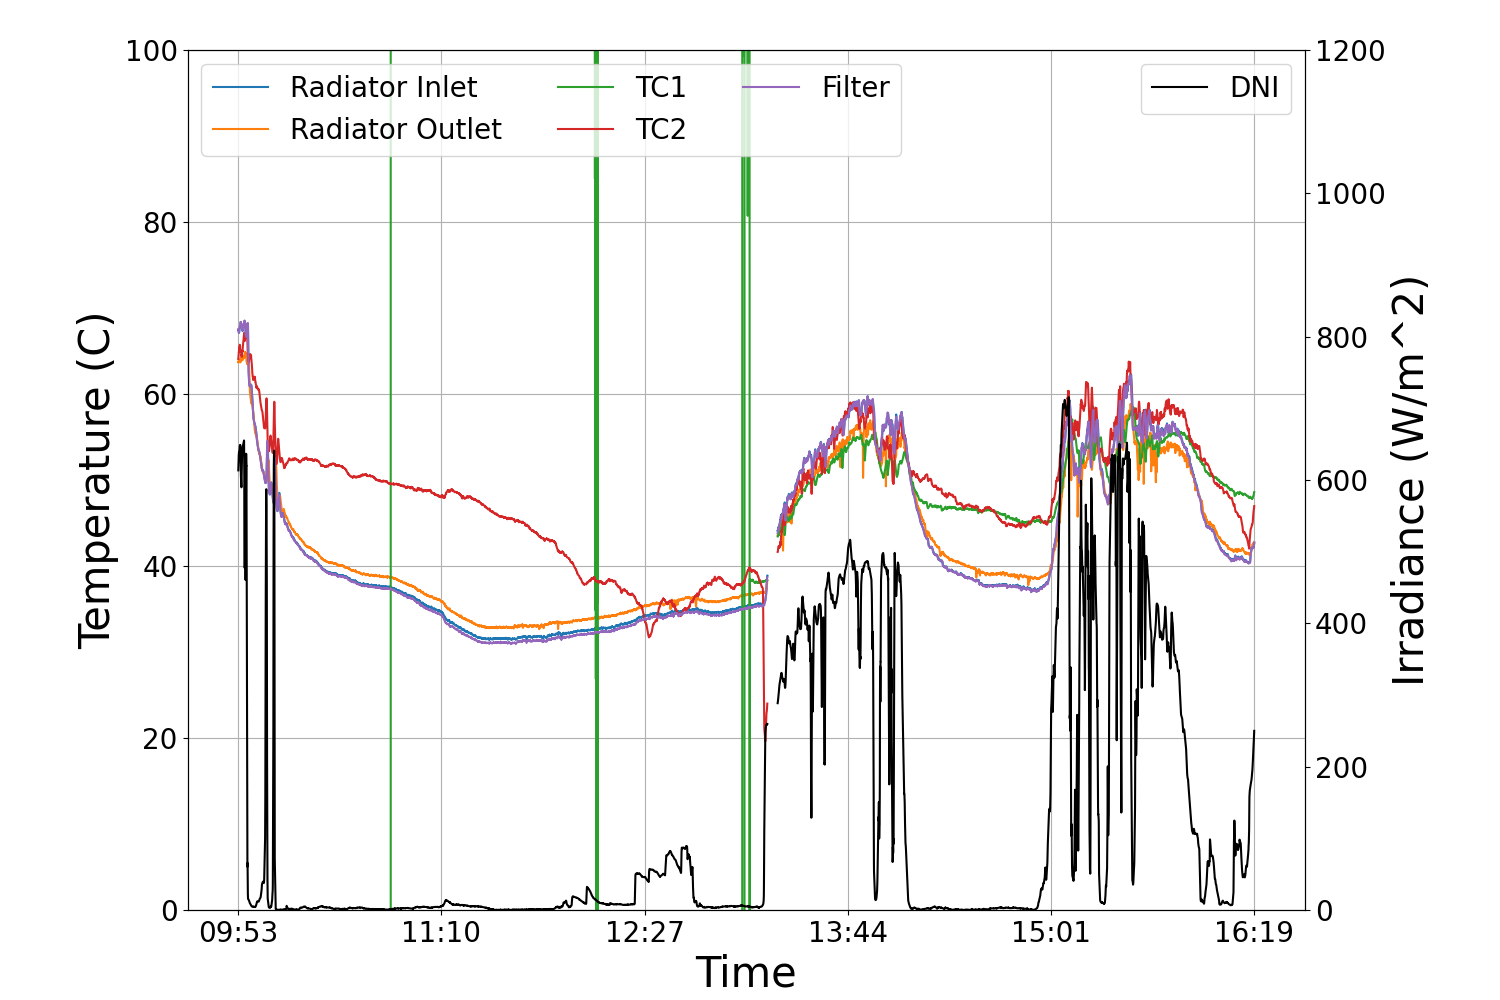 Radiator Inlet
Radiator Outlet
TC1
TC2
Filter
DNI
Temperature (C)
100
80
60
40
20
0
1200
1000
800
600
400
200
0
Irradiance (W/m^2)
09:53 11:10 12:27 13:44 15:01 16:19
Time